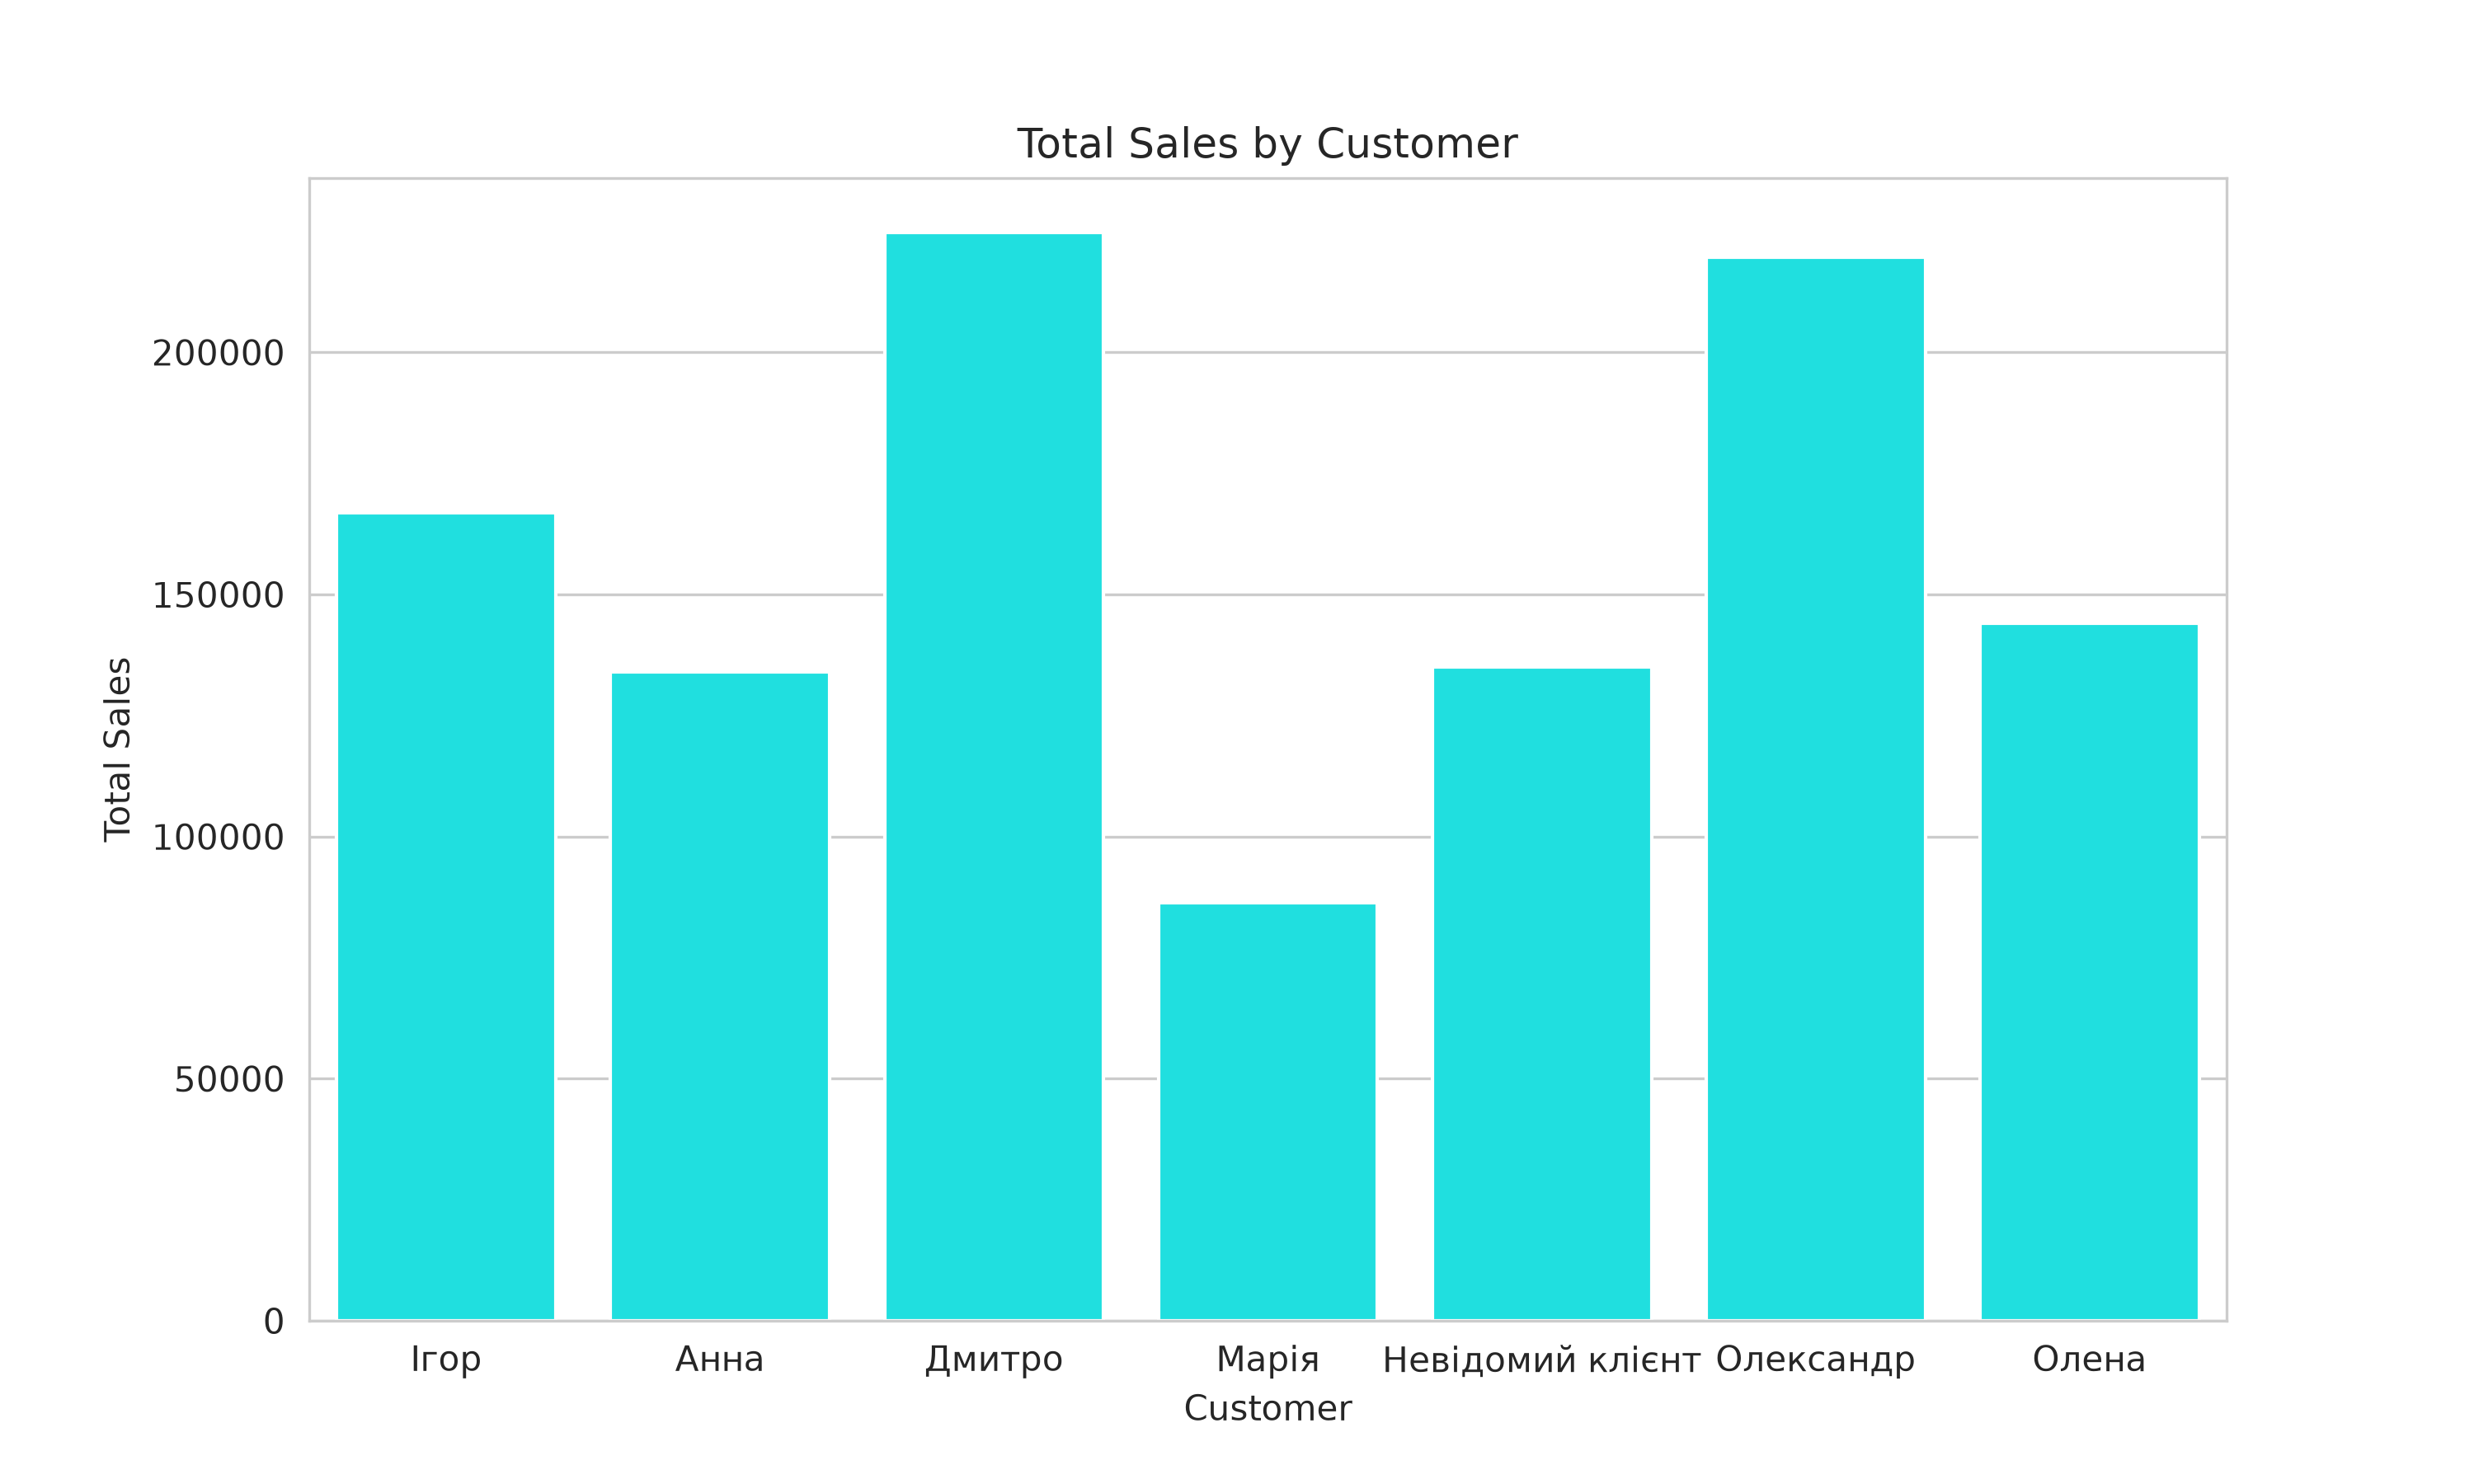 Total Sales by Customer
Total Sales
200000
150000
100000
50000
0
Ігор Анна Дмитро Марія Невідомий клієнт Олександр Олена
Customer